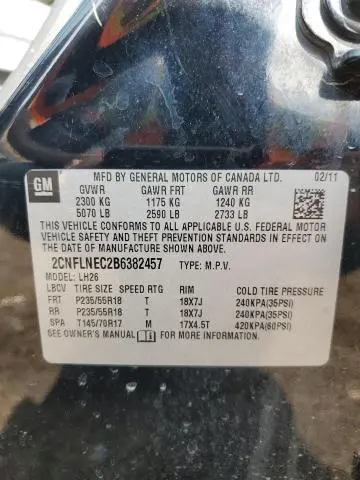 MFD BY GENERAL MOTORS OF CANADA LTD. 02/11
GM
GVWR GAWR FRT GAWR RR
2300 KG 1175 KG 1240 KG
5070 LB 2590 LB 2733 LB
THIS VEHICLE CONFORMS TO ALL APPLICABLE U.S. FEDERAL MOTOR
VEHICLE SAFETY AND THEFT PREVENTION STANDARDS IN EFFECT ON
THE DATE OF MANUFACTURE SHOWN ABOVE.
2CNFLNEC2B6382457 TYPE: M.P.V.
MODEL: LH26
LBCV TIRE SIZE SPEED RTG RIM COLD TIRE PRESSURE
FRT P235/55R18 T 18X7J 240KPA(35PSI)
RR P235/55R18 T 18X7J 240KPA(35PSI)
SPA T145/70R17 M 17X4.5T 420KPA(60PSI)
SEE OWNER'S MANUAL FOR MORE INFORMATION